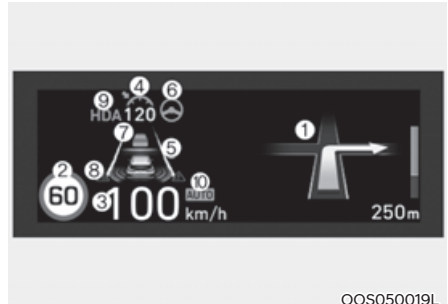 ④ ⑥
⑨ HDA 120
⑦ ① ⑤
② ⑧ ⑩
60 ③ 100 AUTO
km/h 250m
OOS050019L